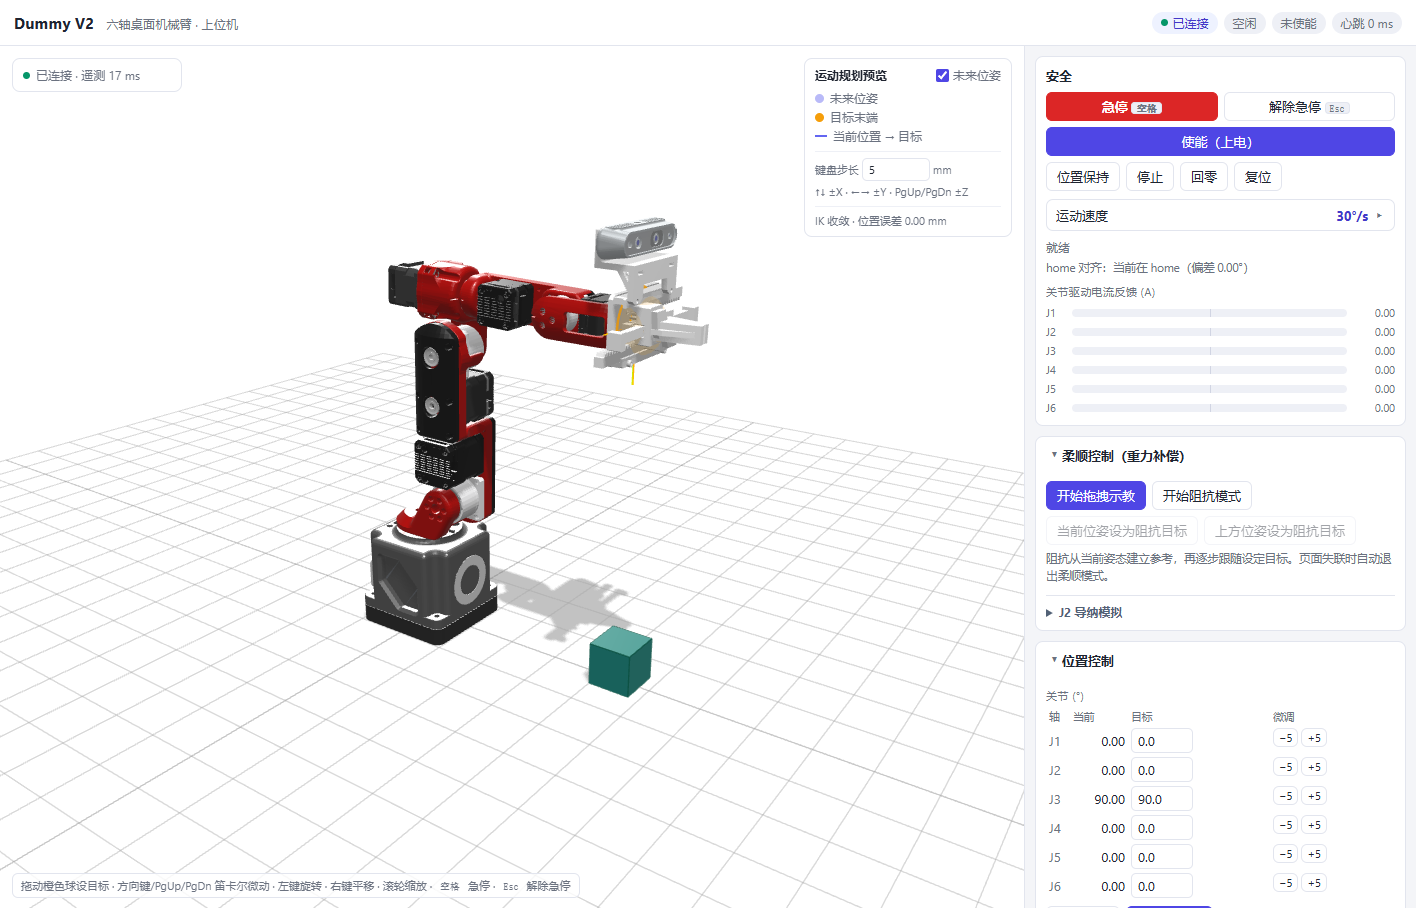 Dummy V2 六轴桌面机械臂 · 上位机
已连接 空闲 未使能 心跳 0 ms
已连接 · 遥测 17 ms
运动规划预览 未来位姿
未来位姿
目标末端
当前位置 → 目标
键盘步长 5 mm
↑↓ ±X · ←→ ±Y · PgUp/PgDn ±Z
IK 收敛 · 位置误差 0.00 mm
拖动橙色球设目标 · 方向键/PgUp/PgDn 笛卡尔微动 · 左键旋转 · 右键平移 · 滚轮缩放 · 空格 急停 · Esc 解除急停
安全
急停 空格 解除急停 Esc
使能（上电）
位置保持 停止 回零 复位
运动速度 30°/s ▸
就绪
home 对齐：当前在 home（偏差 0.00°）
关节驱动电流反馈 (A)
J1 0.00
J2 0.00
J3 0.00
J4 0.00
J5 0.00
J6 0.00
▾ 柔顺控制（重力补偿）
开始拖拽示教 开始阻抗模式
当前位姿设为阻抗目标 上方位姿设为阻抗目标
阻抗从当前姿态建立参考，再逐步跟随设定目标。页面失联时自动退
出柔顺模式。
▶ J2 导纳模拟
▾ 位置控制
关节 (°)
轴 当前 目标 微调
J1 0.00 0.0 −5 +5
J2 0.00 0.0 −5 +5
J3 90.00 90.0 −5 +5
J4 0.00 0.0 −5 +5
J5 0.00 0.0 −5 +5
J6 0.00 0.0 −5 +5